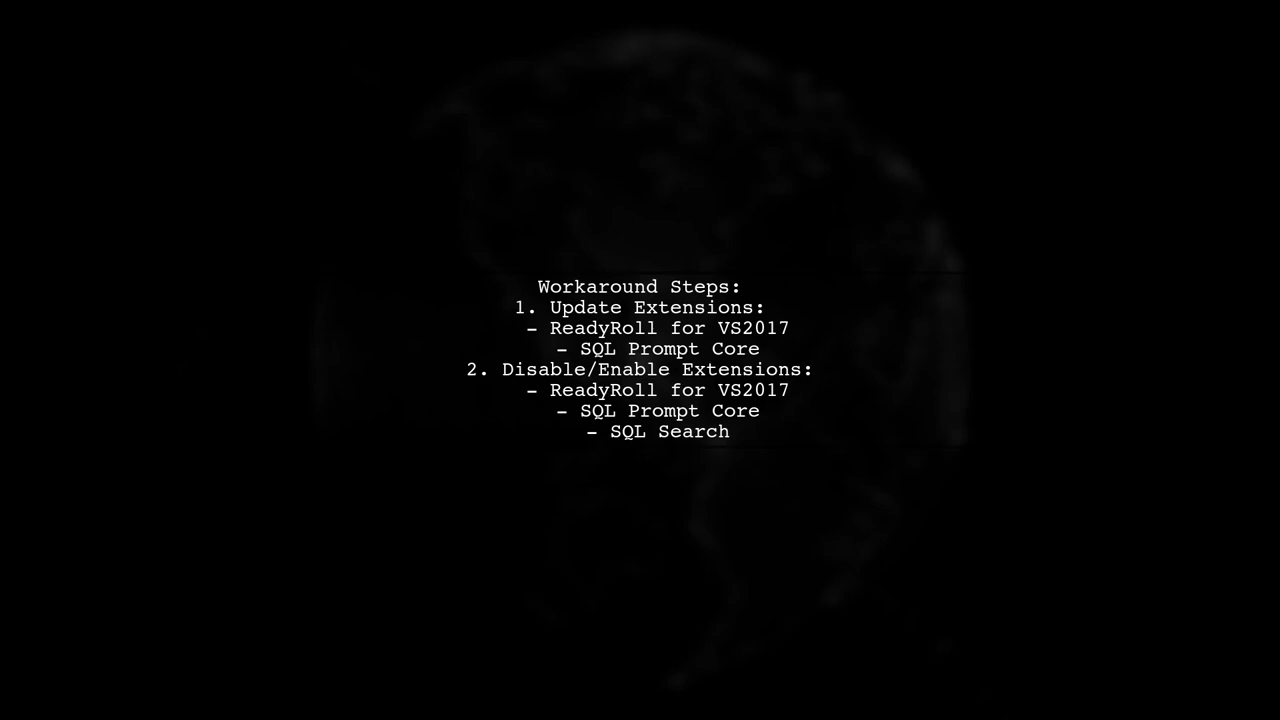 Workaround Steps:
1. Update Extensions:
- ReadyRoll for VS2017
- SQL Prompt Core
2. Disable/Enable Extensions:
- ReadyRoll for VS2017
- SQL Prompt Core
- SQL Search